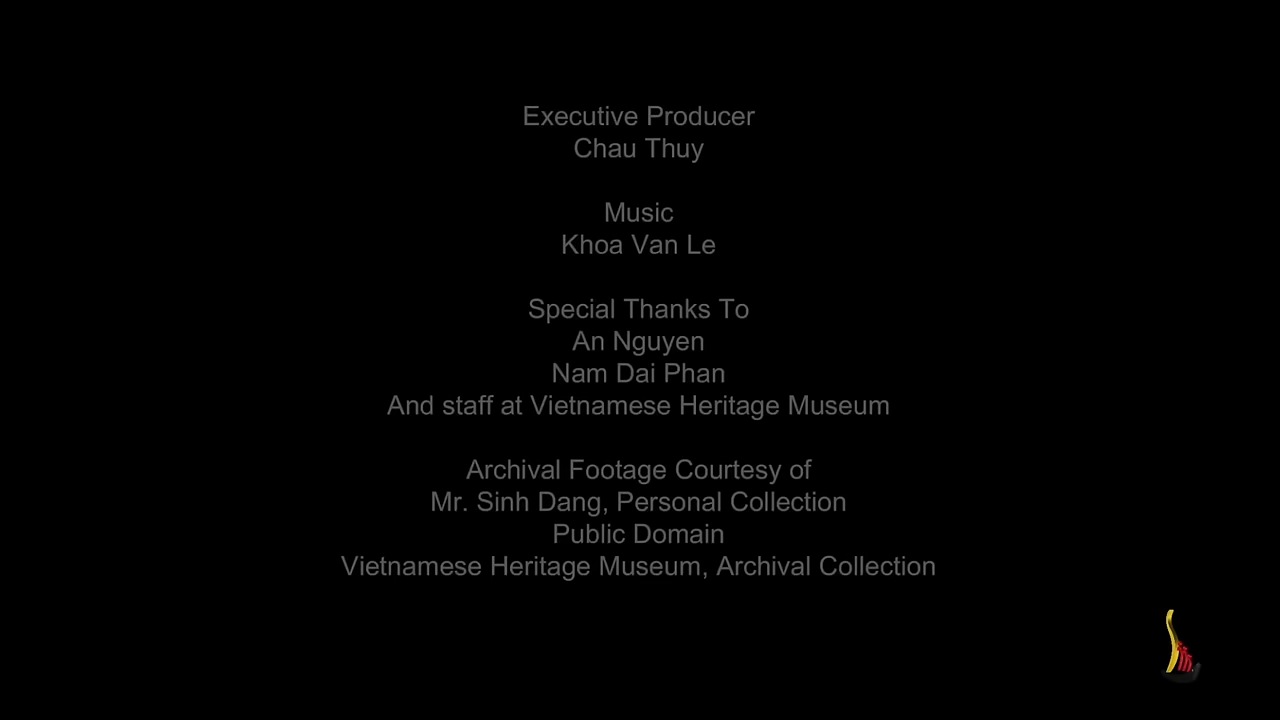 Executive Producer
Chau Thuy
Music
Khoa Van Le
Special Thanks To
An Nguyen
Nam Dai Phan
And staff at Vietnamese Heritage Museum
Archival Footage Courtesy of
Mr. Sinh Dang, Personal Collection
Public Domain
Vietnamese Heritage Museum, Archival Collection